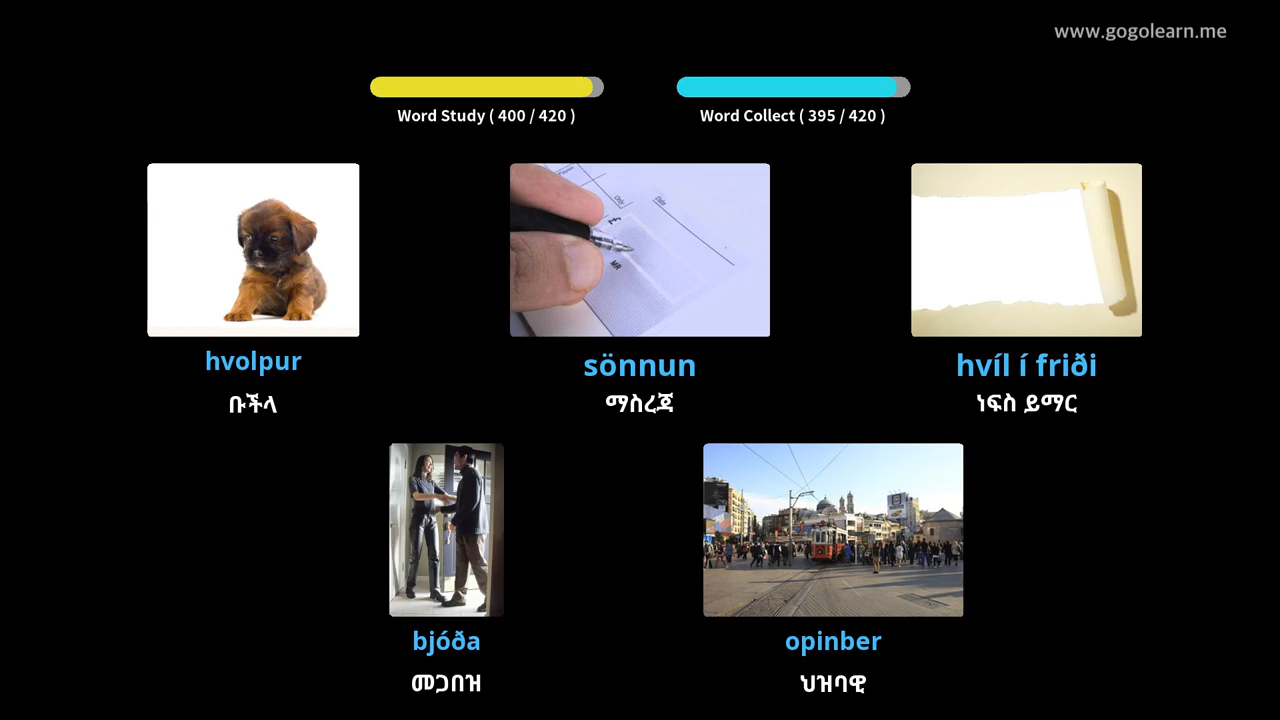 www.gogolearn.me
Word Study ( 400 / 420 )
Word Collect ( 395 / 420 )
hvolpur
ቡችላ
sönnun
ማስረጃ
hvíl í friði
ነፍስ ይማር
bjóða
መጋበዝ
opinber
ህዝባዊ